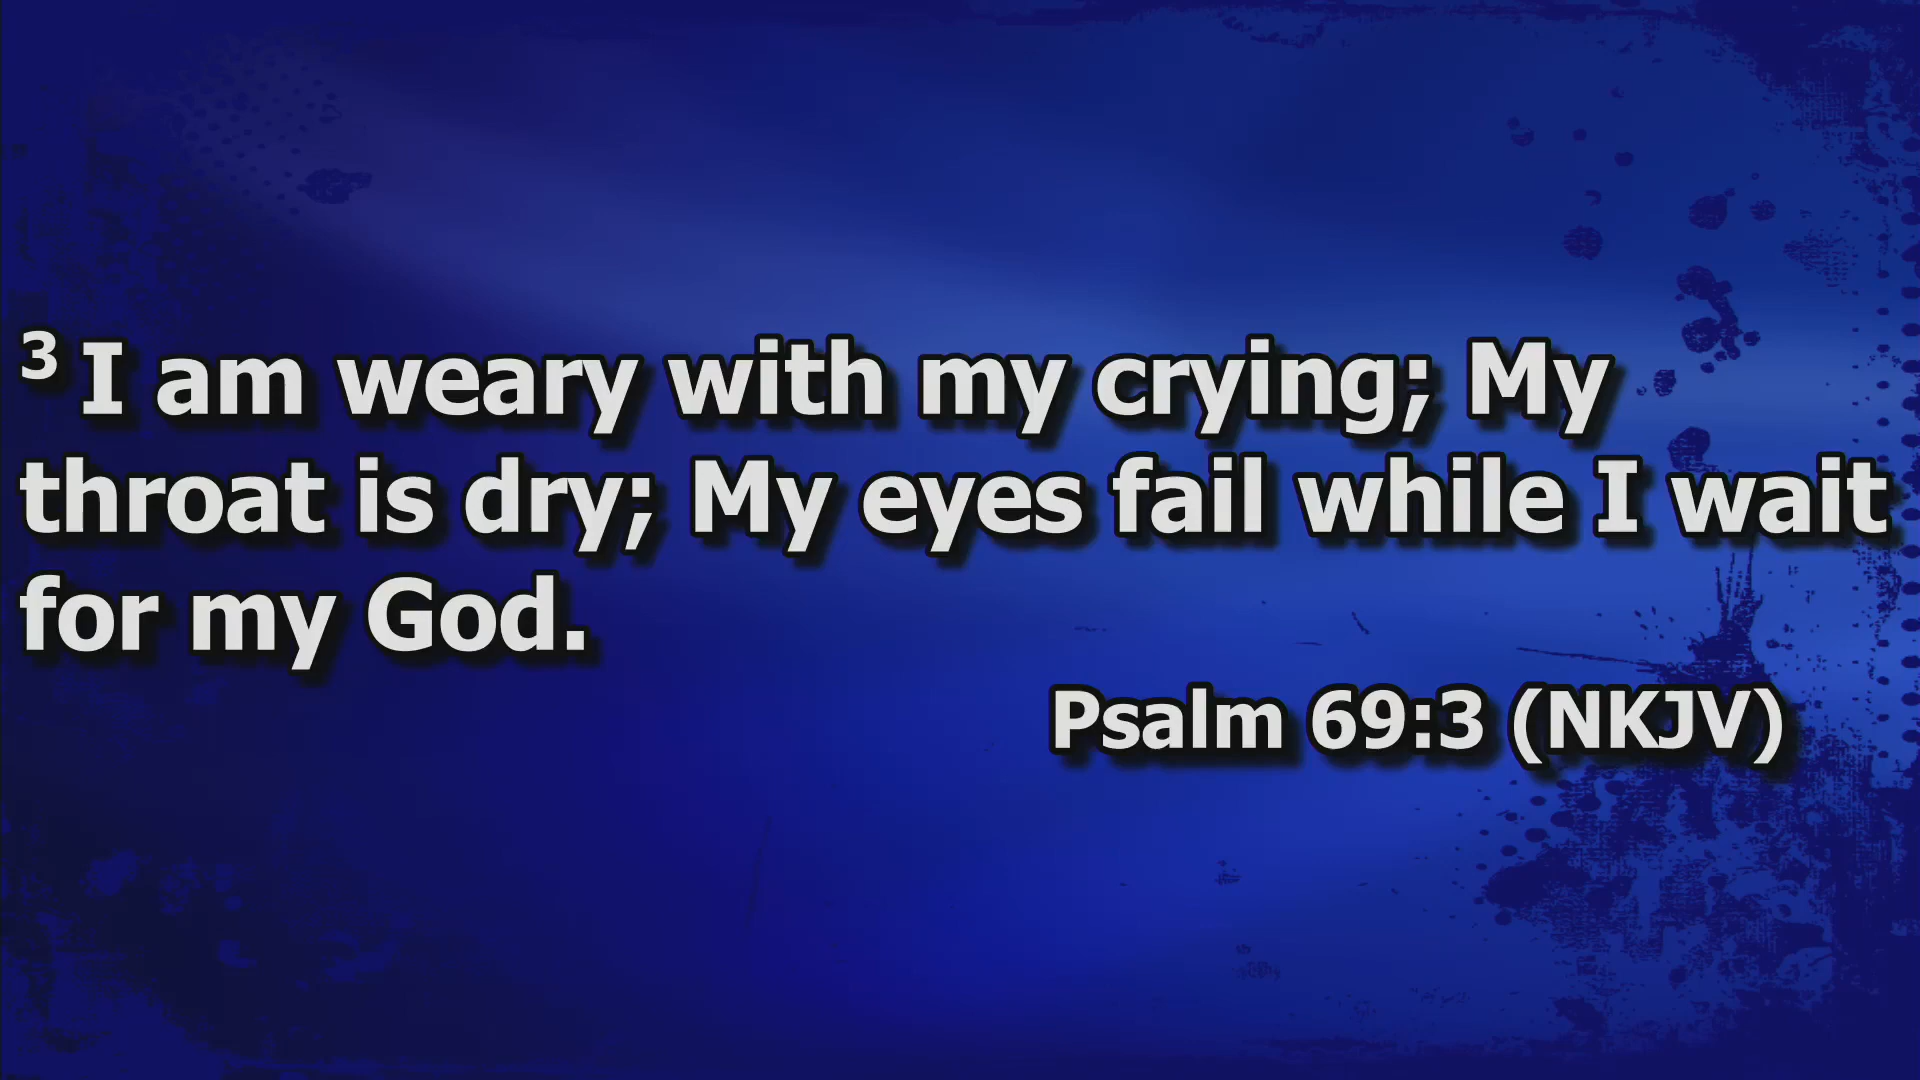 3 I am weary with my crying; My
throat is dry; My eyes fail while I wait
for my God.
Psalm 69:3 (NKJV)